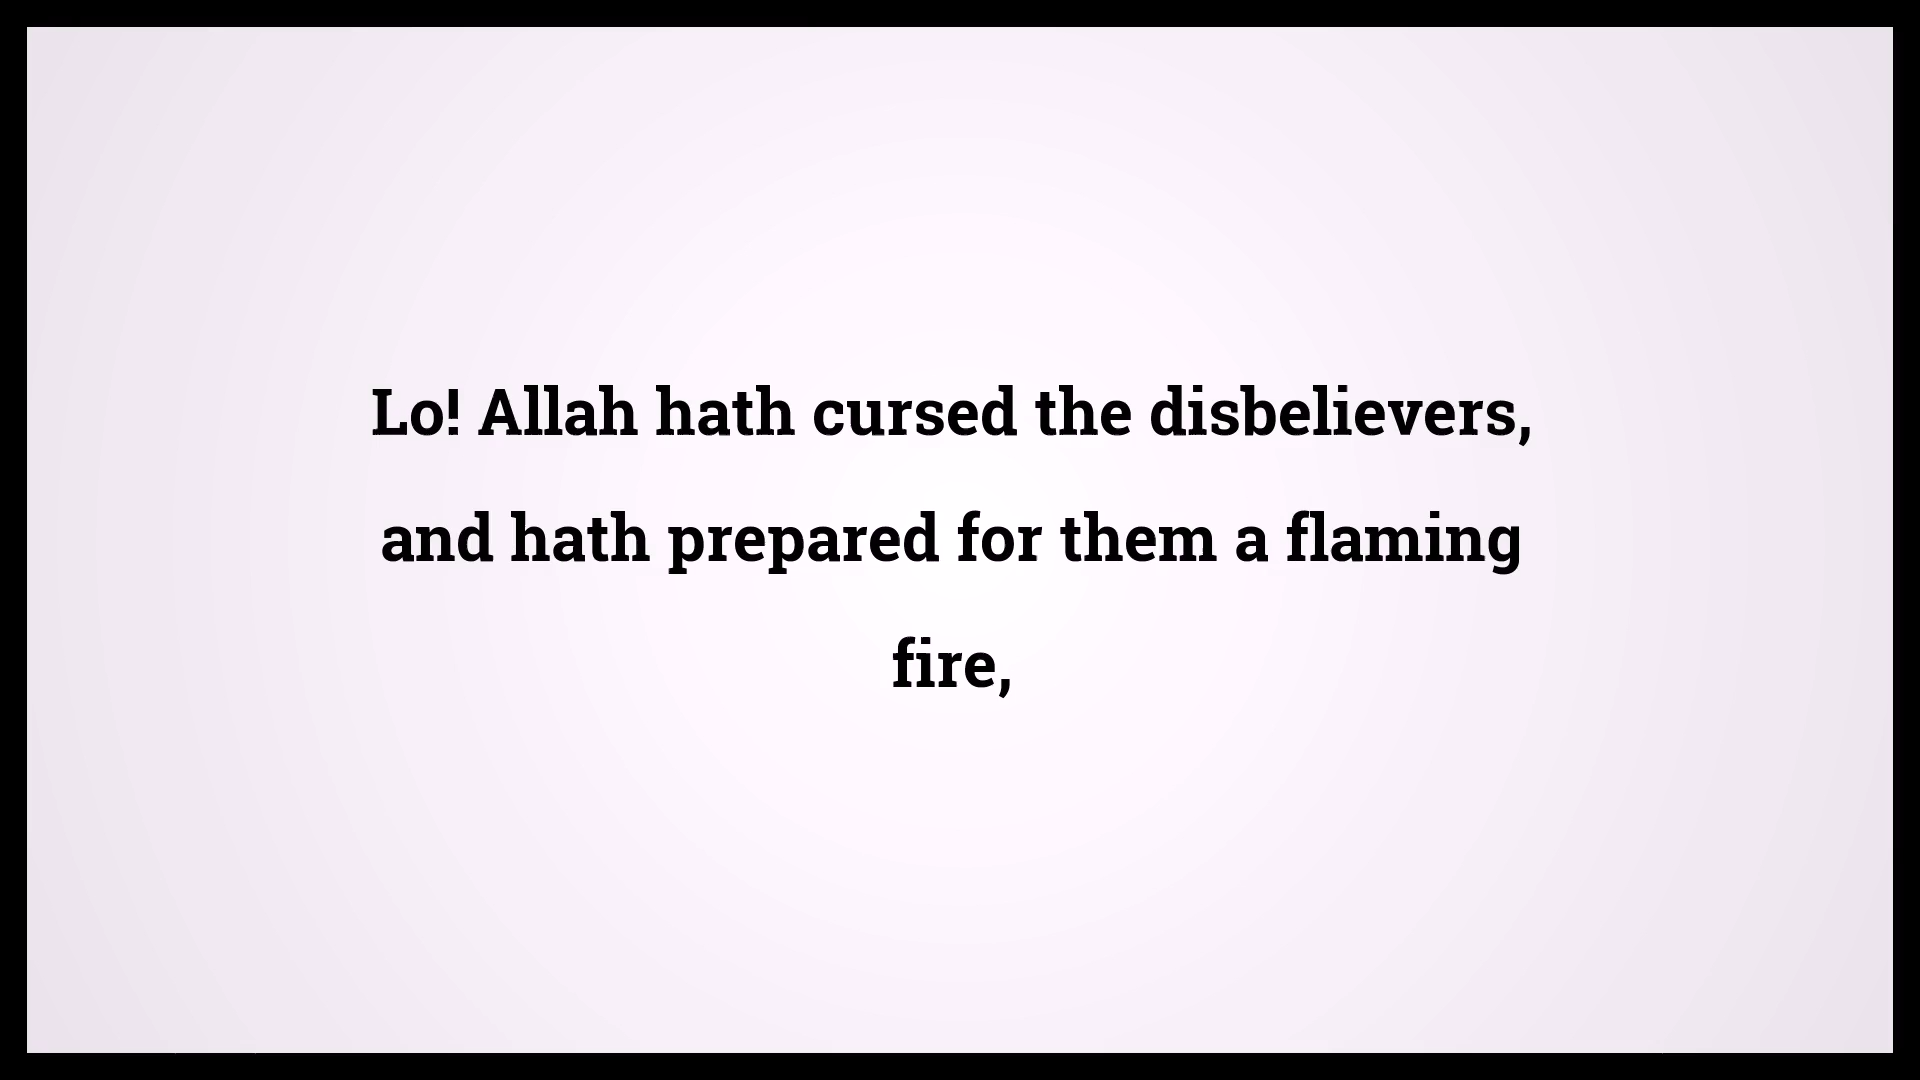 Lo! Allah hath cursed the disbelievers,
and hath prepared for them a flaming
fire,